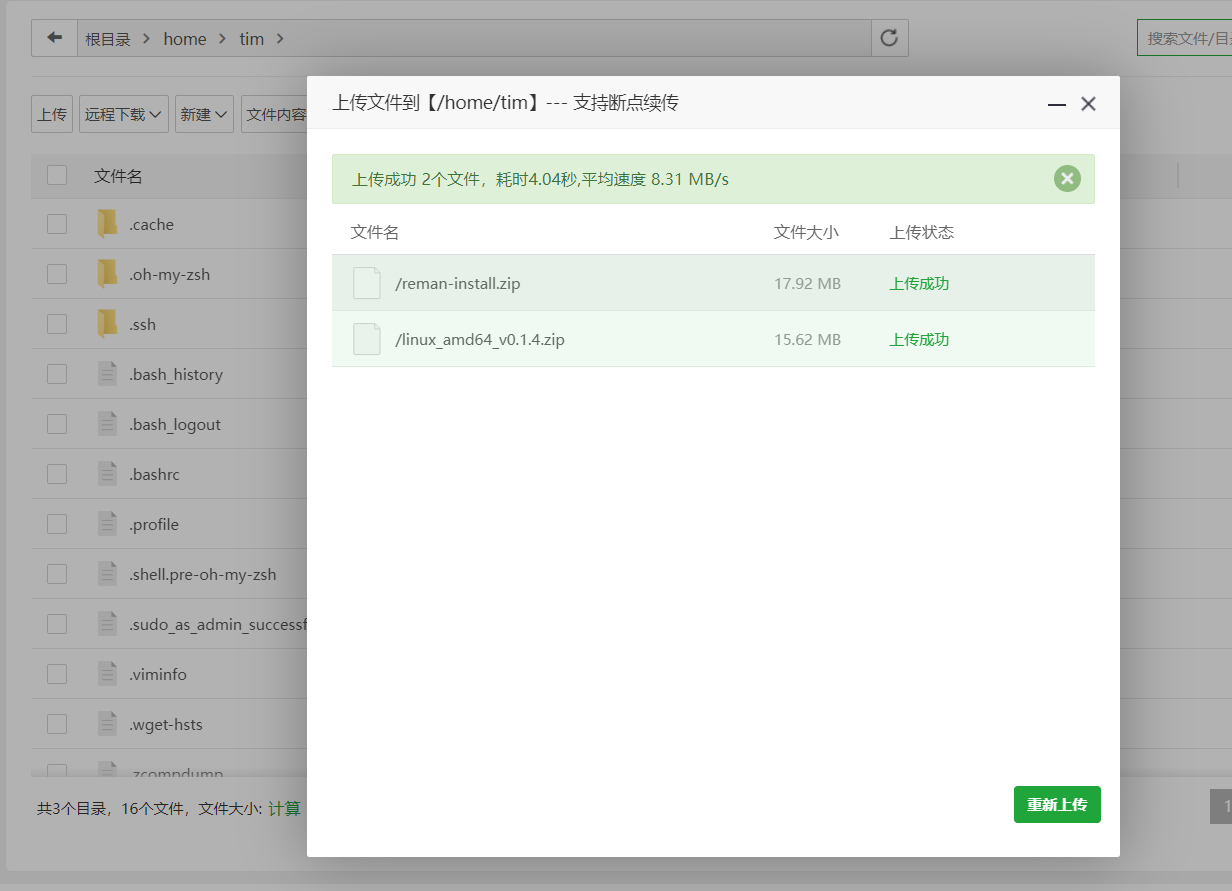 根目录 home tim
搜索文件/目
上传 远程下载 新建 文件内容
文件名
.cache
.oh-my-zsh
.ssh
.bash_history
.bash_logout
.bashrc
.profile
.shell.pre-oh-my-zsh
.sudo_as_admin_successf
.viminfo
.wget-hsts
.zcompdump
共3个目录，16个文件，文件大小: 计算
1
上传文件到【/home/tim】--- 支持断点续传
上传成功 2个文件，耗时4.04秒,平均速度 8.31 MB/s
文件名 文件大小 上传状态
/reman-install.zip 17.92 MB 上传成功
/linux_amd64_v0.1.4.zip 15.62 MB 上传成功
重新上传